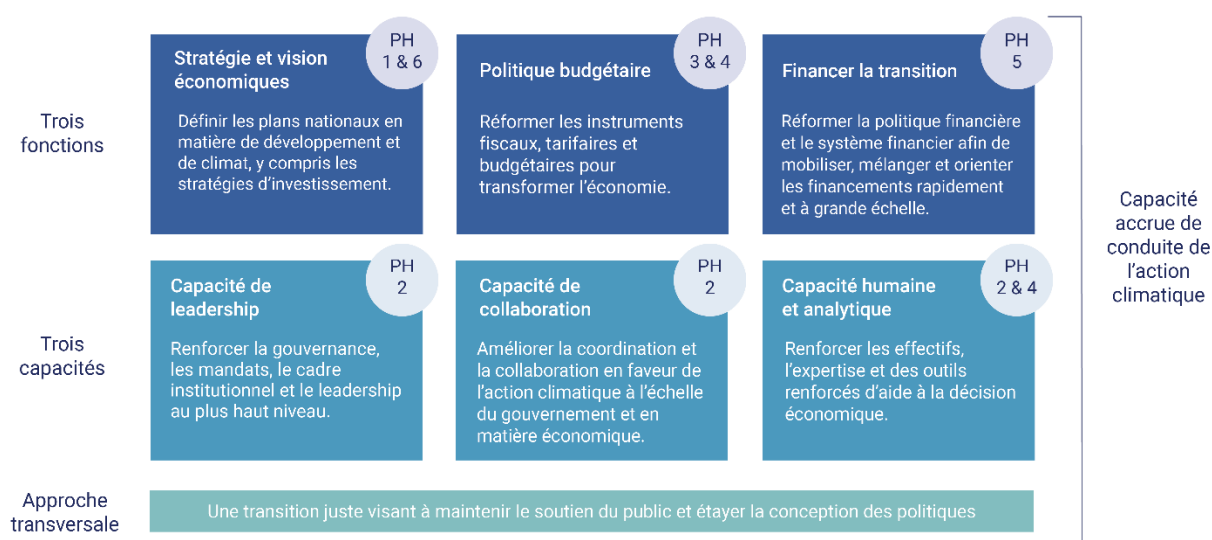 Trois
fonctions
Stratégie et vision
économiques
PH
1 & 6
Définir les plans nationaux en
matière de développement et
de climat, y compris les
stratégies d’investissement.
Politique budgétaire
PH
3 & 4
Réformer les instruments
fiscaux, tarifaires et
budgétaires pour
transformer l’économie.
Financer la transition
PH
5
Réformer la politique financière
et le système financier afin de
mobiliser, mélanger et orienter
les financements rapidement
et à grande échelle.
Trois
capacités
Capacité de
leadership
PH
2
Renforcer la gouvernance,
les mandats, le cadre
institutionnel et le leadership
au plus haut niveau.
Capacité de
collaboration
PH
2
Améliorer la coordination et
la collaboration en faveur de
l’action climatique à l’échelle
du gouvernement et en
matière économique.
Capacité humaine
et analytique
PH
2 & 4
Renforcer les effectifs,
l’expertise et des outils
renforcés d’aide à la décision
économique.
Approche
transversale
Une transition juste visant à maintenir le soutien du public et étayer la conception des politiques
Capacité
accrue de
conduite de
l’action
climatique